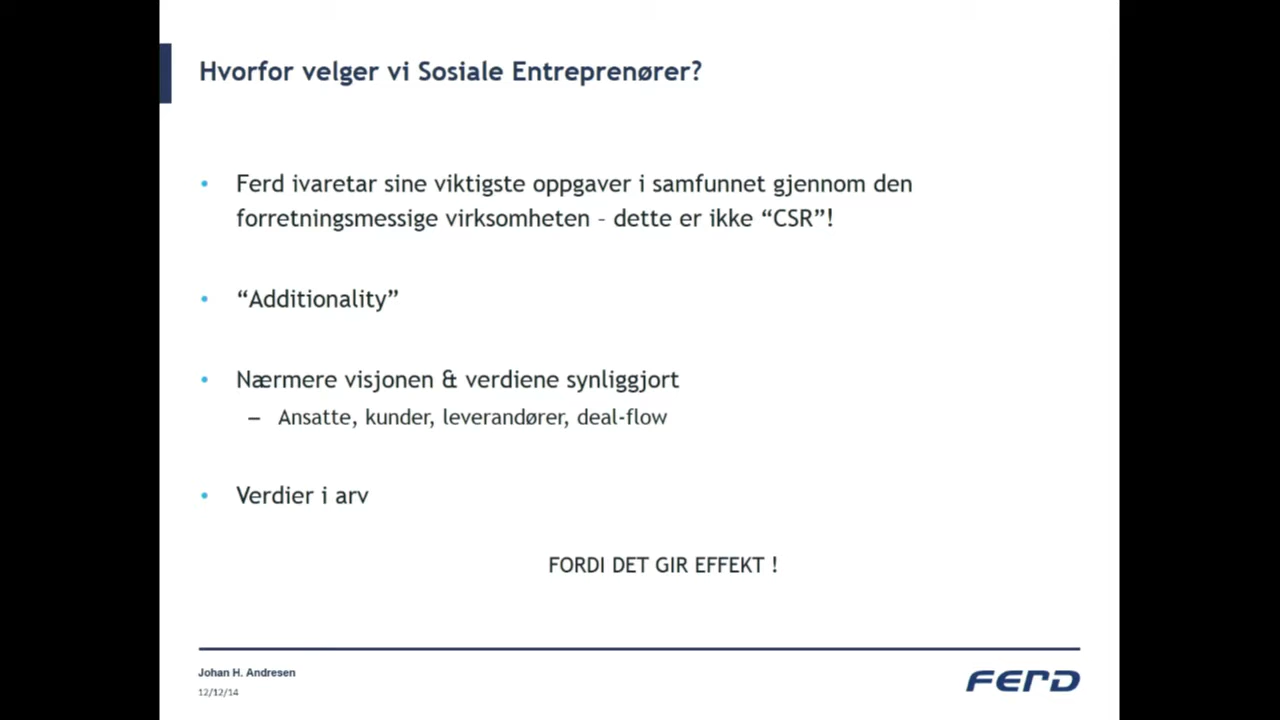 Hvorfor velger vi Sosiale Entreprenører?
• Ferd ivaretar sine viktigste oppgaver i samfunnet gjennom den
forretningsmessige virksomheten – dette er ikke “CSR”!
• “Additionality”
• Nærmere visjonen & verdiene synliggjort
– Ansatte, kunder, leverandører, deal-flow
• Verdier i arv
FORDI DET GIR EFFEKT !
Johan H. Andresen
12/12/14
FERD